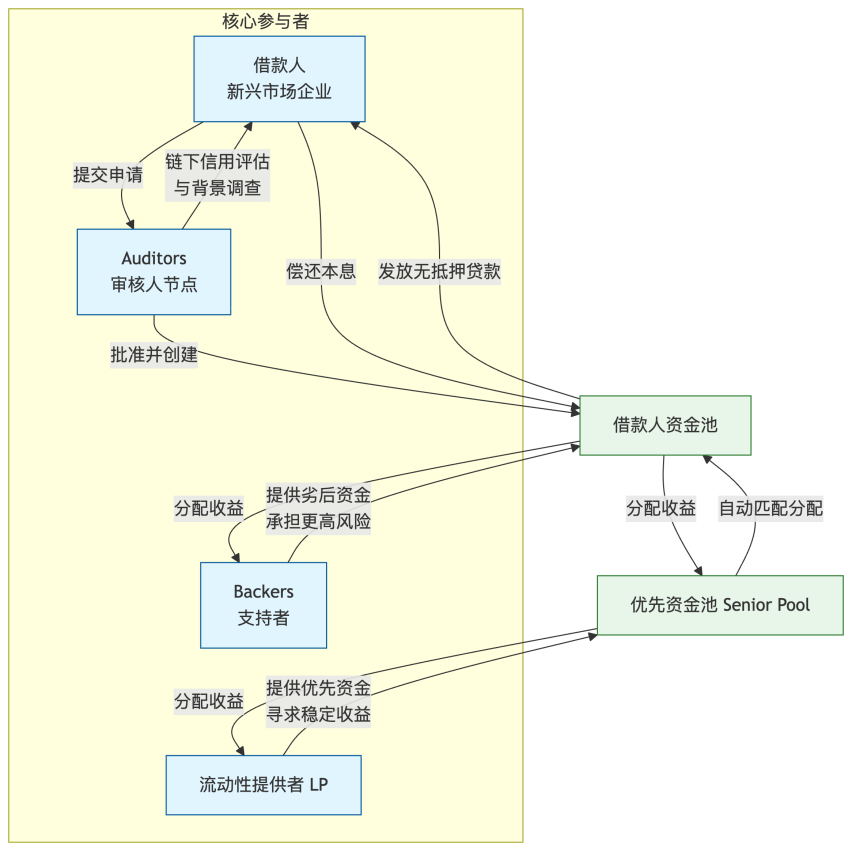 核心参与者
借款人
新兴市场企业
提交申请
链下信用评估
与背景调查
Auditors
审核人节点
偿还本息
发放无抵押贷款
批准并创建
借款人资金池
分配收益
提供劣后资金
承担更高风险
分配收益
自动匹配分配
Backers
支持者
优先资金池 Senior Pool
分配收益
提供优先资金
寻求稳定收益
流动性提供者 LP